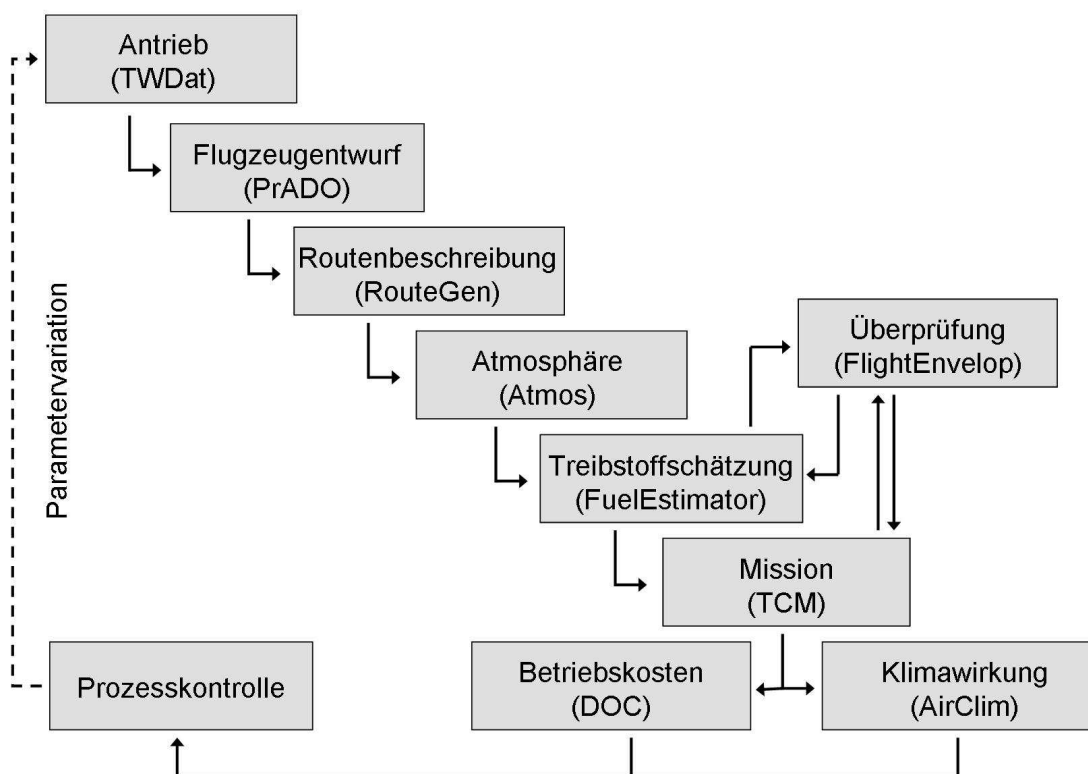 Antrieb
(TWDat)
Flugzeugentwurf
(PrADO)
Routenbeschreibung
(RouteGen)
Atmosphäre
(Atmos)
Überprüfung
(FlightEnvelop)
Treibstoffschätzung
(FuelEstimator)
Mission
(TCM)
Betriebskosten
(DOC)
Klimawirkung
(AirClim)
Prozesskontrolle
Parametervariation